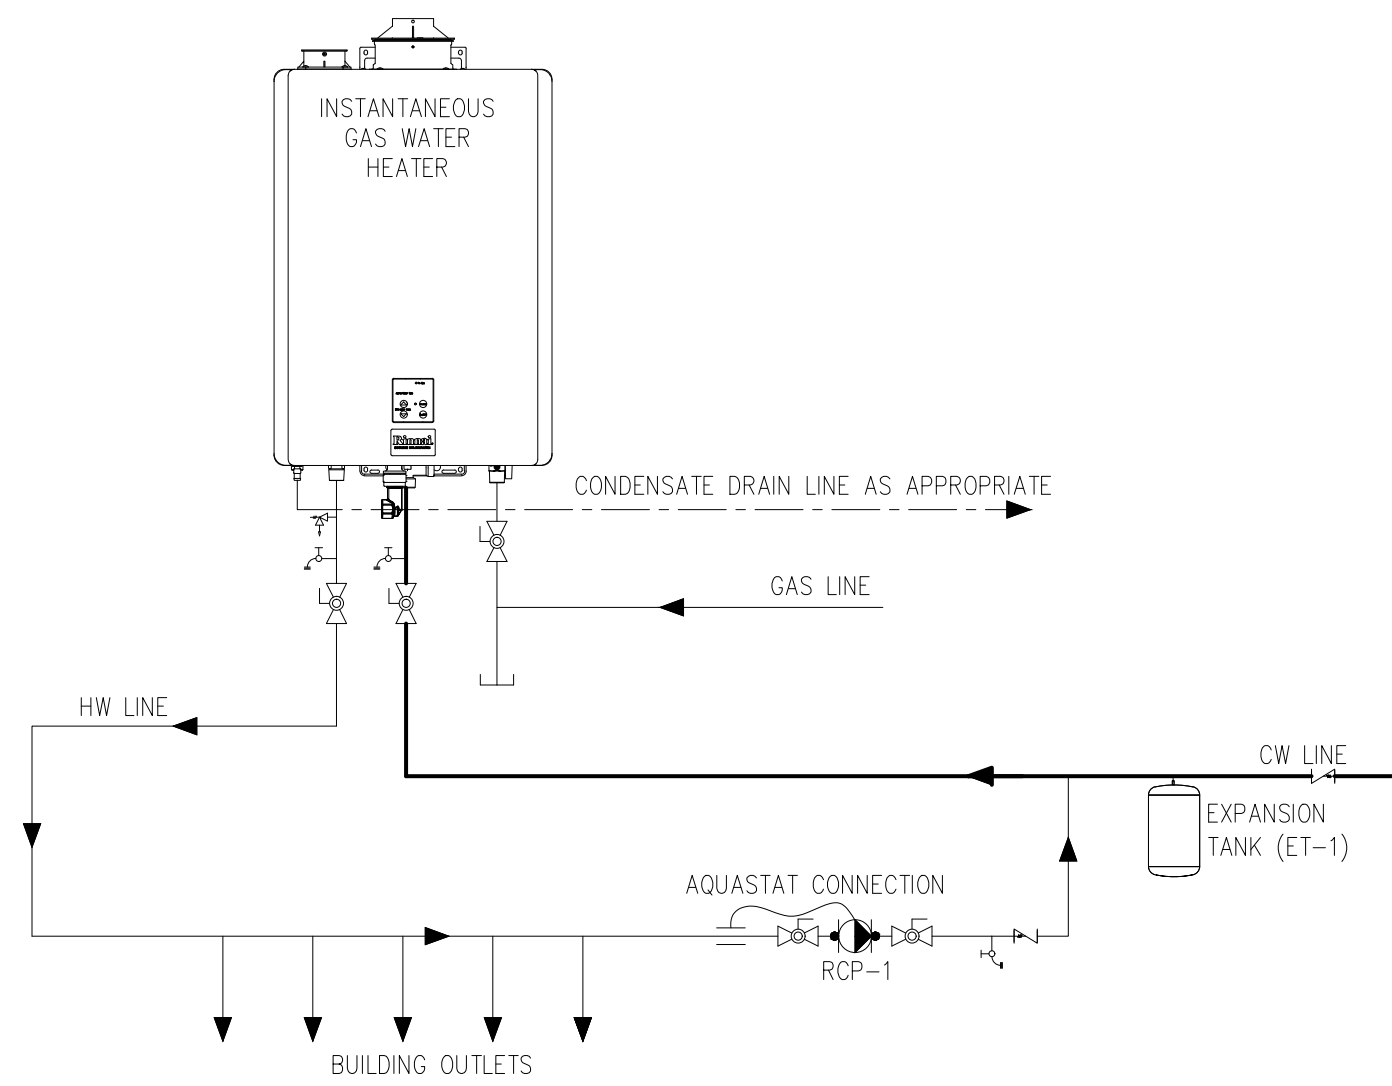 INSTANTANEOUS
GAS WATER
HEATER
Rinnai
CONDENSATE DRAIN LINE AS APPROPRIATE
GAS LINE
HW LINE
CW LINE
EXPANSION
TANK (ET-1)
AQUASTAT CONNECTION
RCP-1
BUILDING OUTLETS